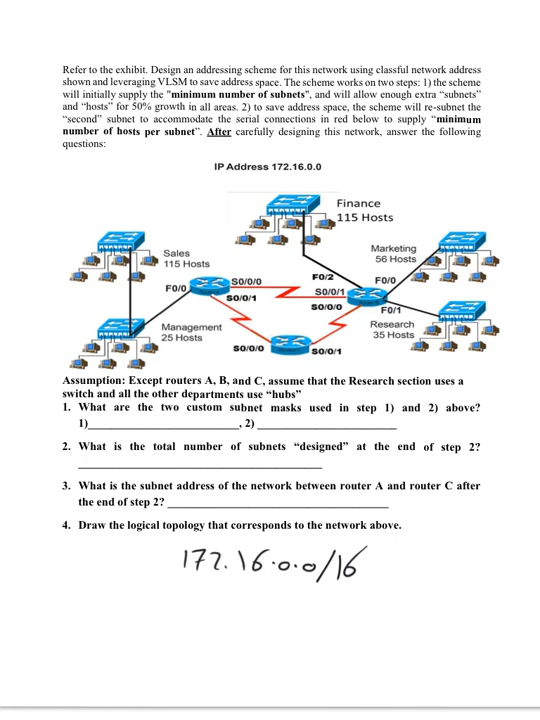 Refer to the exhibit. Design an addressing scheme for this network using classful network address
shown and leveraging VLSM to save address space. The scheme works on two steps: 1) the scheme
will initially supply the "minimum number of subnets", and will allow enough extra “subnets”
and “hosts” for 50% growth in all areas. 2) to save address space, the scheme will re-subnet the
“second” subnet to accommodate the serial connections in red below to supply “minimum
number of hosts per subnet”. After carefully designing this network, answer the following
questions:
IP Address 172.16.0.0
Finance
115 Hosts
Sales
115 Hosts
Marketing
56 Hosts
F0/0
S0/0/0
S0/0/1
F0/2
S0/0/1
S0/0/0
F0/0
F0/1
Management
25 Hosts
Research
35 Hosts
S0/0/0
S0/0/1
Assumption: Except routers A, B, and C, assume that the Research section uses a
switch and all the other departments use “hubs”
1. What are the two custom subnet masks used in step 1) and 2) above?
1)____________________, 2) ____________________
2. What is the total number of subnets “designed” at the end of step 2?
____________________
3. What is the subnet address of the network between router A and router C after
the end of step 2? ____________________
4. Draw the logical topology that corresponds to the network above.
172.16.0.0/16